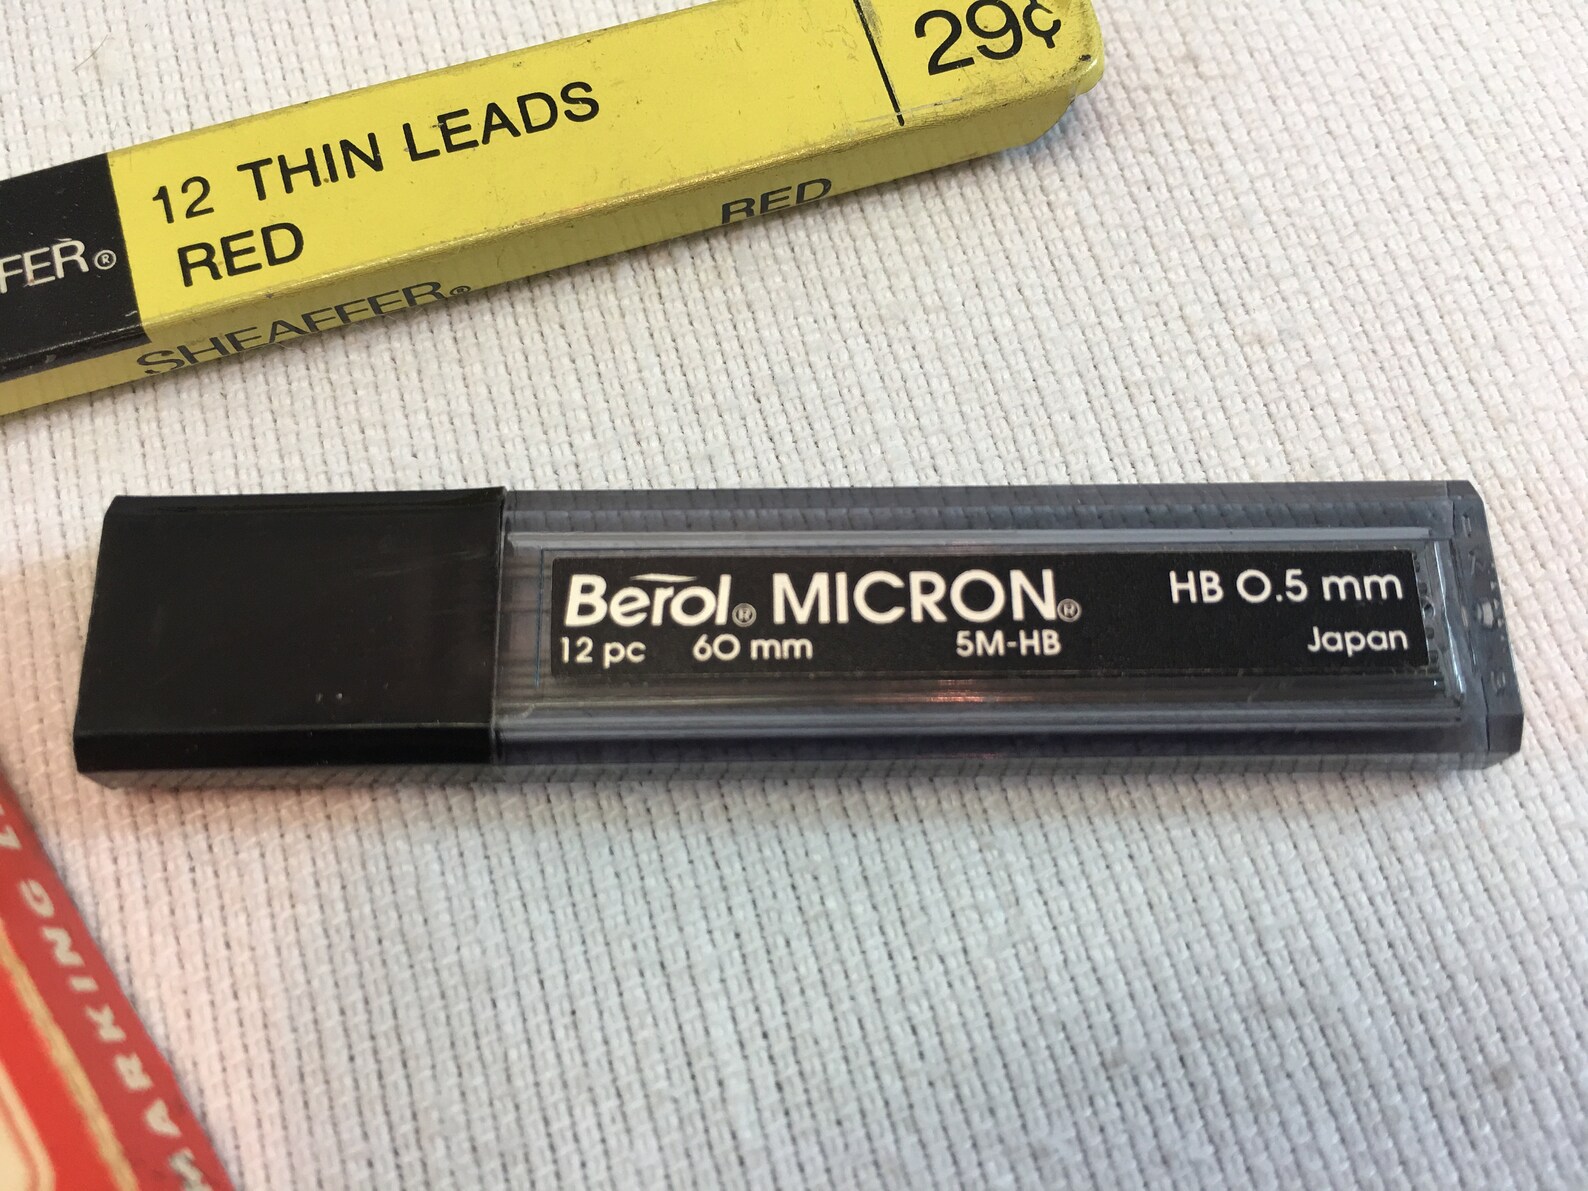 29¢
12 THIN LEADS
RED
FER®
RED
SHEAFFER®
Berol® MICRON® HB 0.5 mm
12 pc 60 mm 5M-HB Japan
MARKING